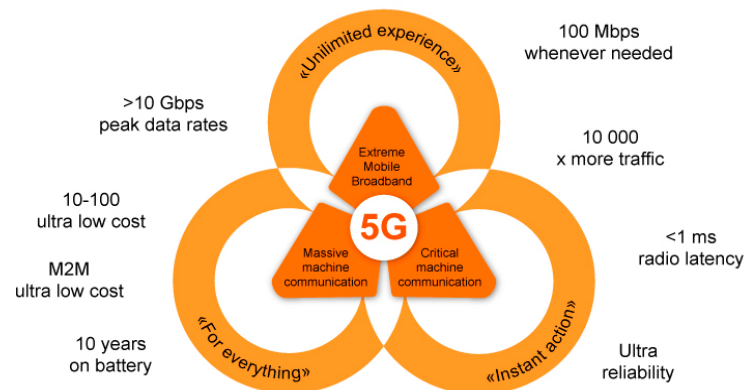 «Unilimited experience»
100 Mbps
whenever needed
>10 Gbps
peak data rates
10 000
x more traffic
Extreme
Mobile
Broadband
10-100
ultra low cost
5G
<1 ms
radio latency
Massive
machine
communication
Critical
machine
communication
M2M
ultra low cost
10 years
on battery
«For everything»
«Instant action»
Ultra
reliability